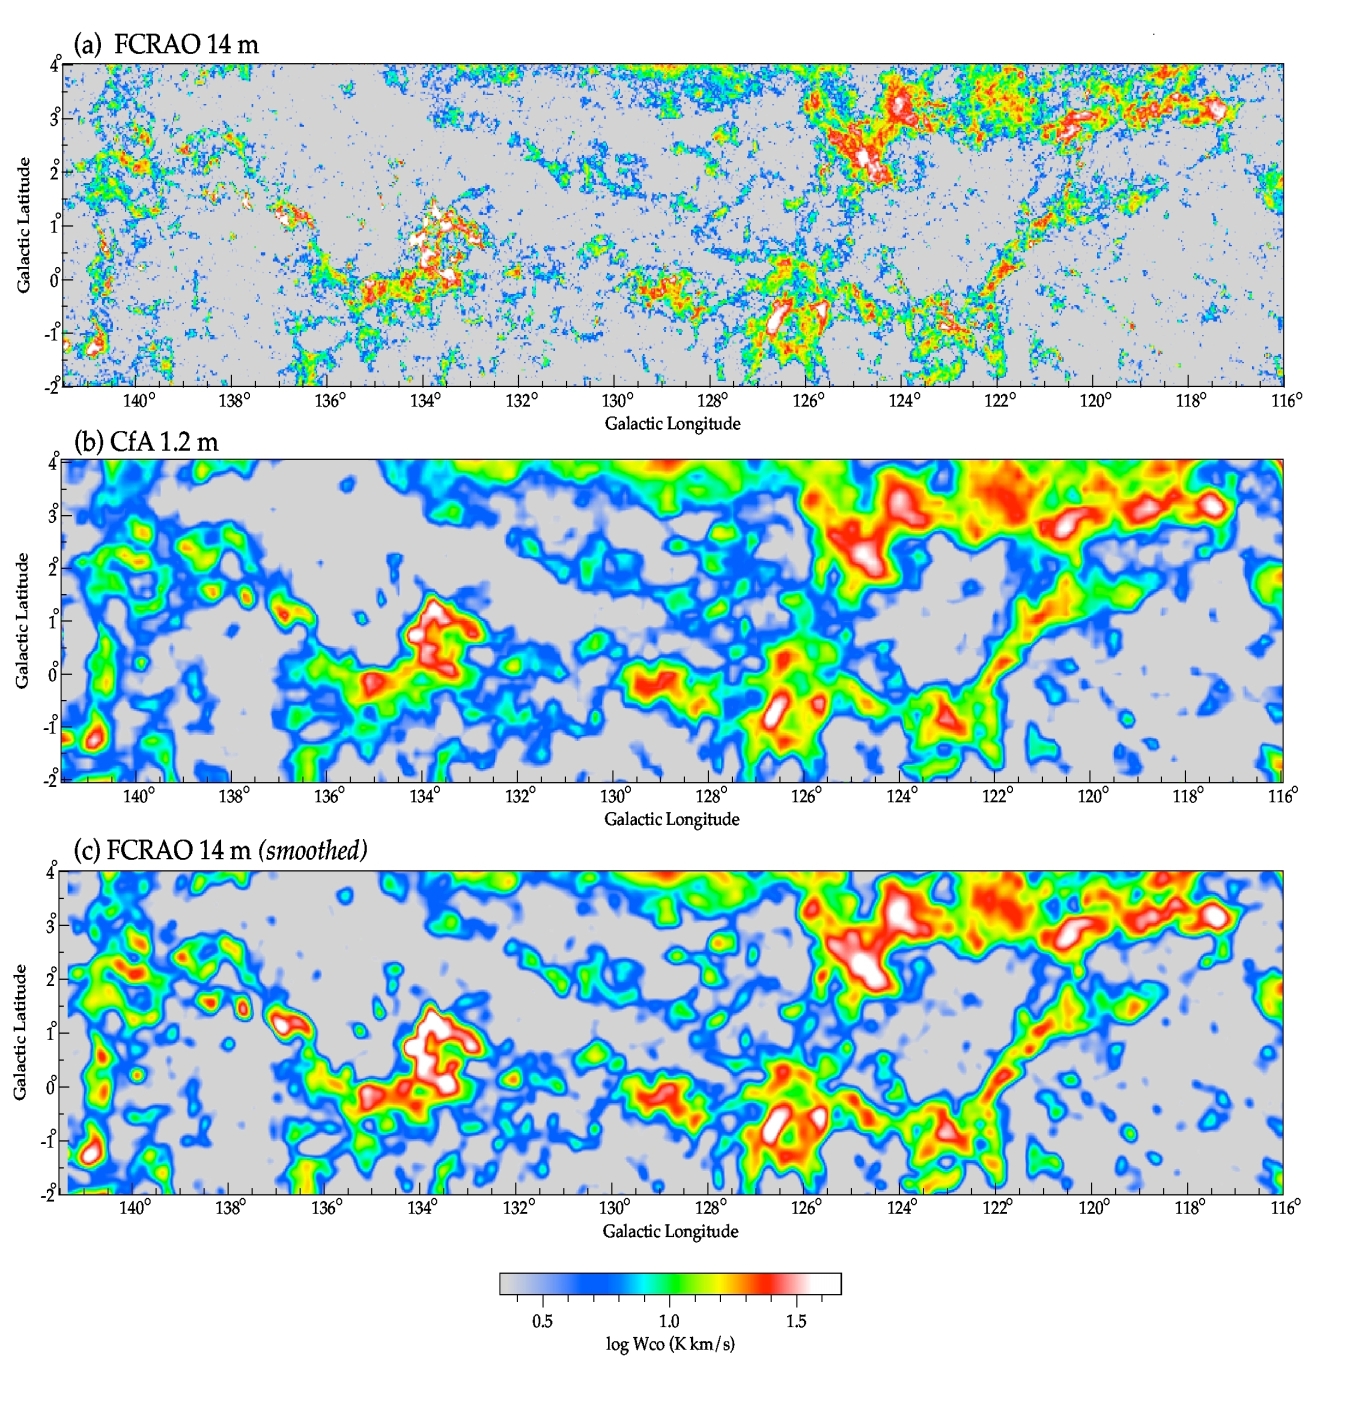 (a) FCRAO 14 m
4°
3
2
1
0°
-1
-2
Galactic Latitude
140° 138° 136° 134° 132° 130° 128° 126° 124° 122° 120° 118° 116°
Galactic Longitude
(b) CfA 1.2 m
4°
3
2
1
0°
-1
-2
Galactic Latitude
140° 138° 136° 134° 132° 130° 128° 126° 124° 122° 120° 118° 116°
Galactic Longitude
(c) FCRAO 14 m (smoothed)
4°
3
2
1
0°
-1
-2
Galactic Latitude
140° 138° 136° 134° 132° 130° 128° 126° 124° 122° 120° 118° 116°
Galactic Longitude
0.5 1.0 1.5
log Wco (K km/s)